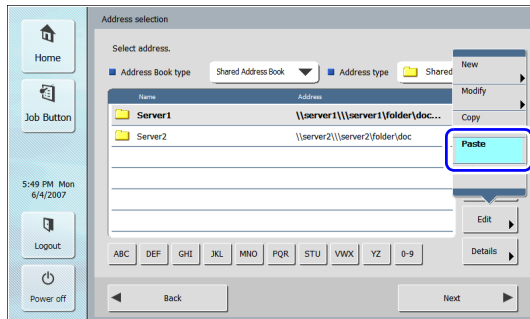 Address selection
Home
Job Button
5:49 PM Mon
6/4/2007
Logout
Power off
Select address.
Address Book type
Shared Address Book
Address type
Shared
Name
Address
Server1
\\server1\\\server1\folder\doc...
Server2
\\server2\\\server2\folder\doc
ABC
DEF
GHI
JKL
MNO
PQR
STU
VWX
YZ
0-9
New
Modify
Copy
Paste
Edit
Details
Back
Next